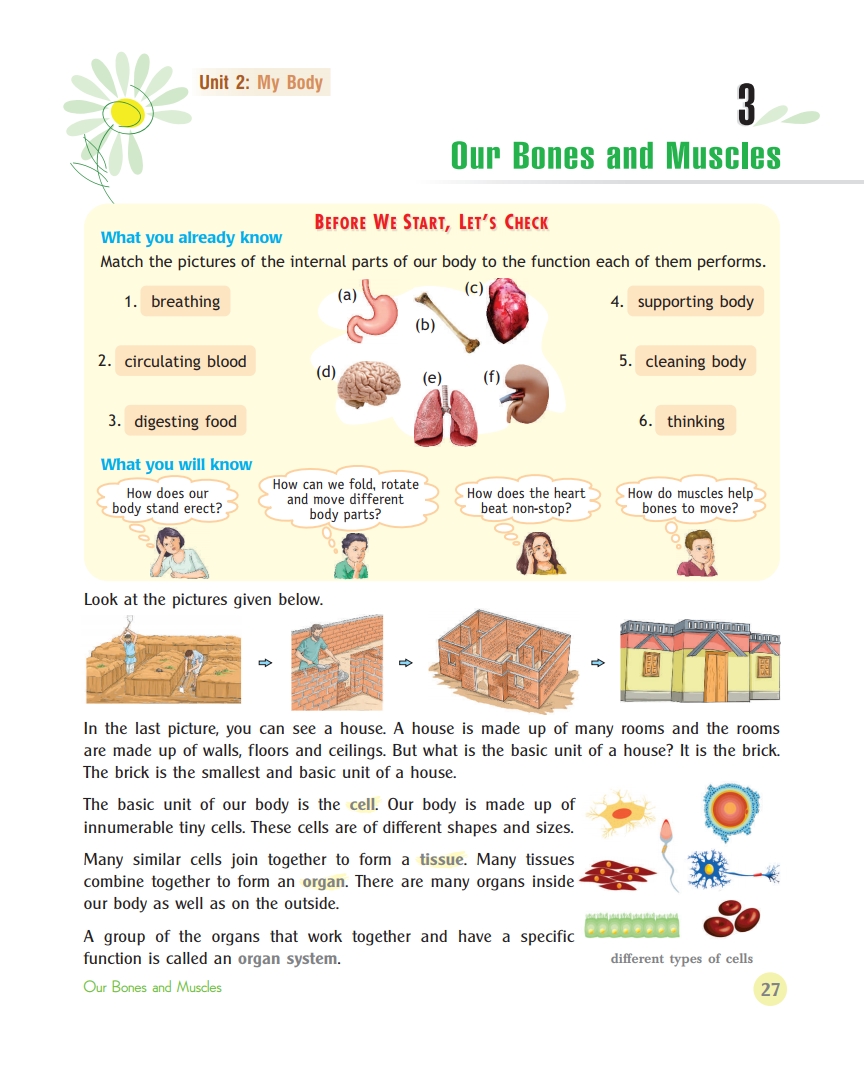 Unit 2: My Body
3
Our Bones and Muscles
BEFORE WE START, LET'S CHECK
What you already know
Match the pictures of the internal parts of our body to the function each of them performs.
1. breathing
(a)
(b)
(c)
4. supporting body
2. circulating blood
(d)
(e)
(f)
5. cleaning body
3. digesting food
6. thinking
What you will know
How does our
body stand erect?
How can we fold, rotate
and move different
body parts?
How does the heart
beat non-stop?
How do muscles help
bones to move?
Look at the pictures given below.
In the last picture, you can see a house. A house is made up of many rooms and the rooms
are made up of walls, floors and ceilings. But what is the basic unit of a house? It is the brick.
The brick is the smallest and basic unit of a house.
The basic unit of our body is the cell. Our body is made up of
innumerable tiny cells. These cells are of different shapes and sizes.
Many similar cells join together to form a tissue. Many tissues
combine together to form an organ. There are many organs inside
our body as well as on the outside.
A group of the organs that work together and have a specific
function is called an organ system.
different types of cells
Our Bones and Muscles
27